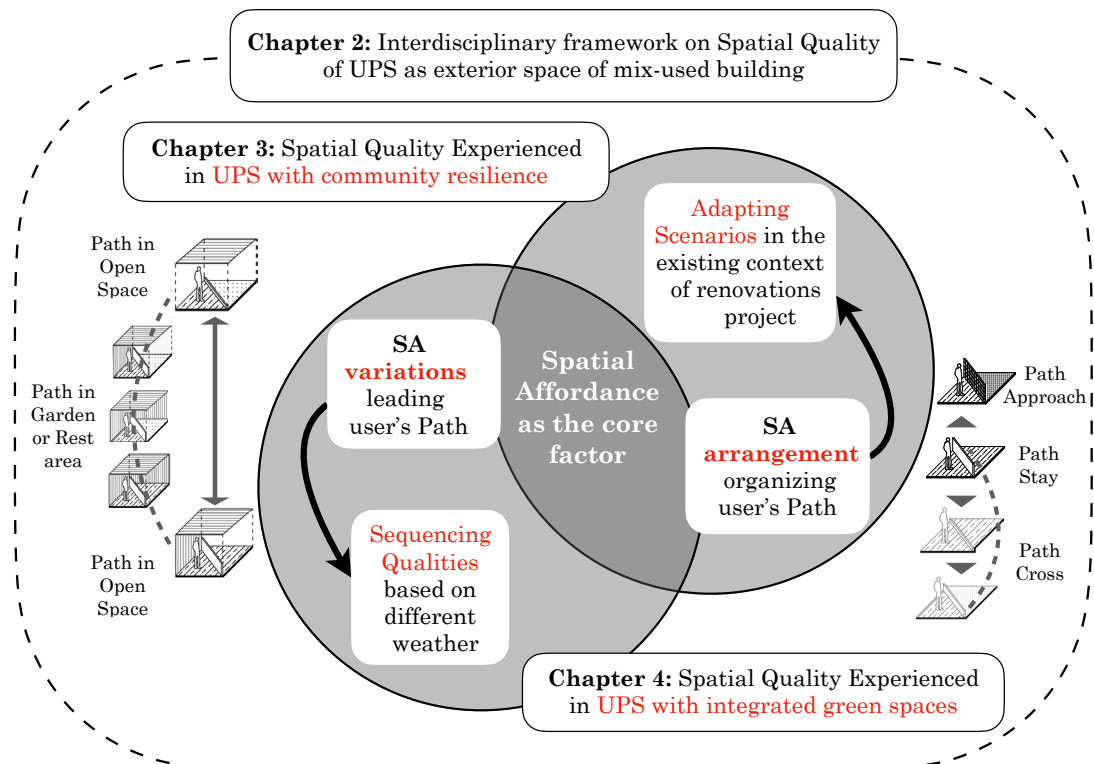 Chapter 2: Interdisciplinary framework on Spatial Quality
of UPS as exterior space of mix-used building
Chapter 3: Spatial Quality Experienced
in UPS with community resilience
Path in
Open
Space
Path in
Garden
or Rest
area
Path in
Open
Space
SA
variations
leading
user's Path
Sequencing
Qualities
based on
different
weather
Spatial
Affordance
as the core
factor
Adapting
Scenarios in the
existing context
of renovations
project
SA
arrangement
organizing
user's Path
Path
Approach
Path
Stay
Path
Cross
Chapter 4: Spatial Quality Experienced
in UPS with integrated green spaces